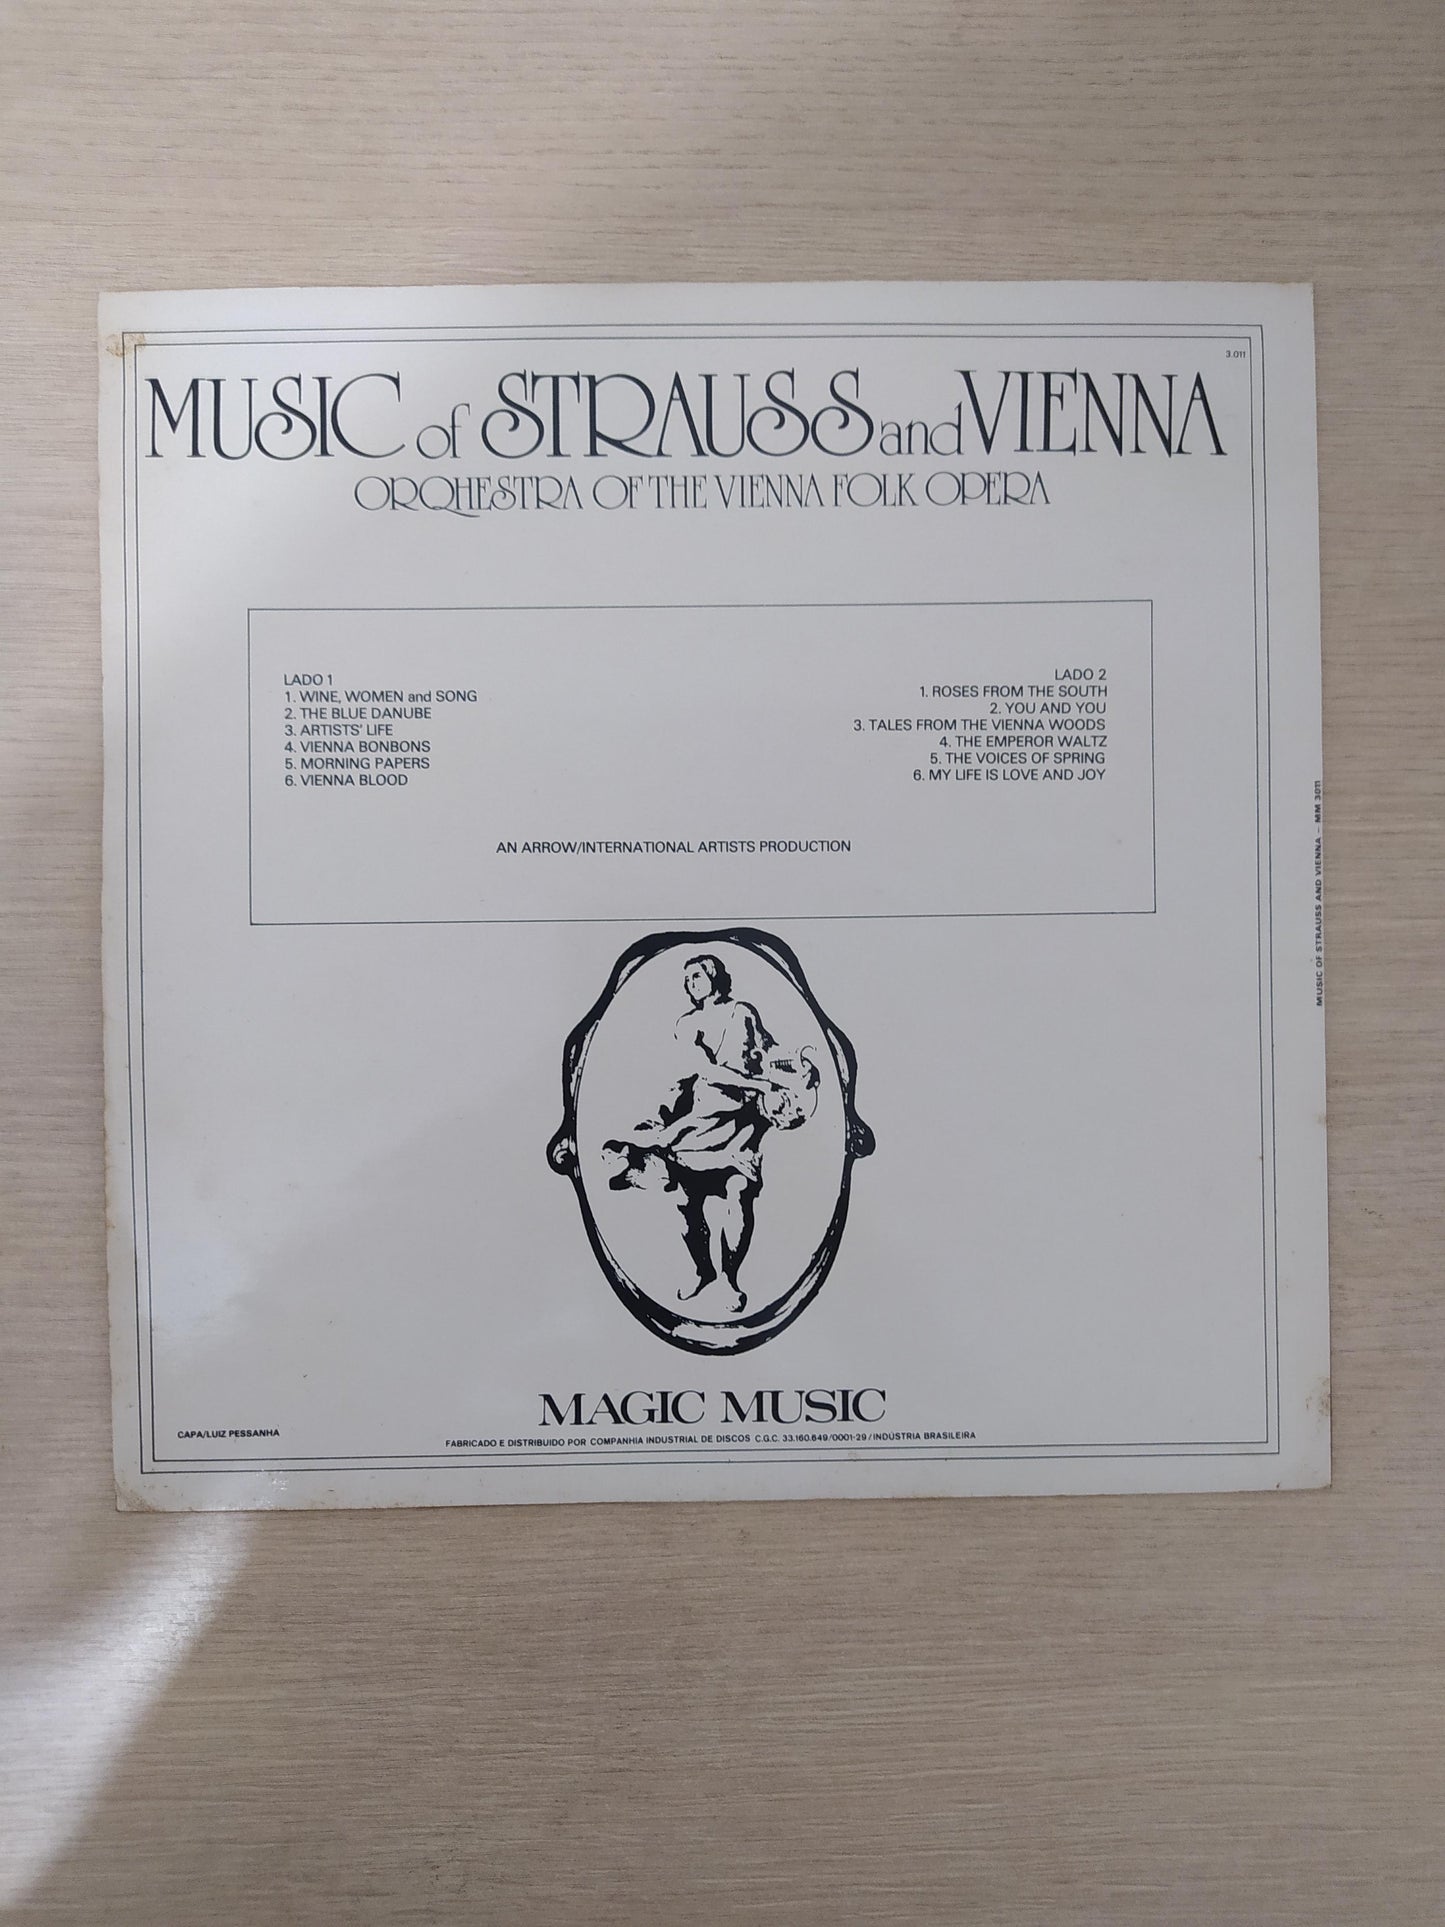 3.011
MUSIC of STRAUSS and VIENNA
ORQHESTRA OF THE VIENNA FOLK OPERA
LADO 1
1. WINE, WOMEN and SONG
2. THE BLUE DANUBE
3. ARTISTS' LIFE
4. VIENNA BONBONS
5. MORNING PAPERS
6. VIENNA BLOOD
LADO 2
1. ROSES FROM THE SOUTH
2. YOU AND YOU
3. TALES FROM THE VIENNA WOODS
4. THE EMPEROR WALTZ
5. THE VOICES OF SPRING
6. MY LIFE IS LOVE AND JOY
AN ARROW/INTERNATIONAL ARTISTS PRODUCTION
MUSIC OF STRAUSS AND VIENNA - MM 3011
MAGIC MUSIC
CAPA/LUIZ PESSANHA
FABRICADO E DISTRIBUIDO POR COMPANHIA INDUSTRIAL DE DISCOS C.G.C. 33.160.649/0001-29 / INDÚSTRIA BRASILEIRA